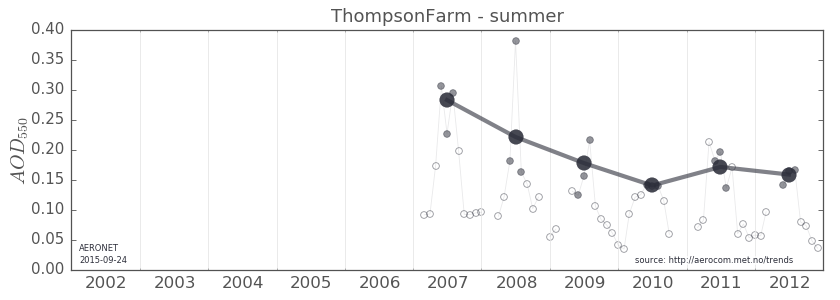 ThompsonFarm - summer
0.40
0.35
0.30
0.25
0.20
0.15
0.10
0.05
0.00
AOD550
AERONET
2015-09-24
source: http://aerocom.met.no/trends
2002 2003 2004 2005 2006 2007 2008 2009 2010 2011 2012